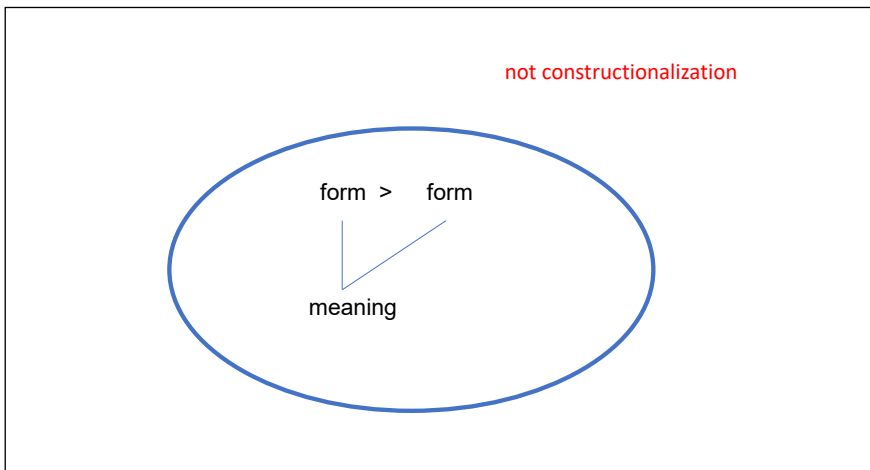 not constructionalization
form > form
meaning